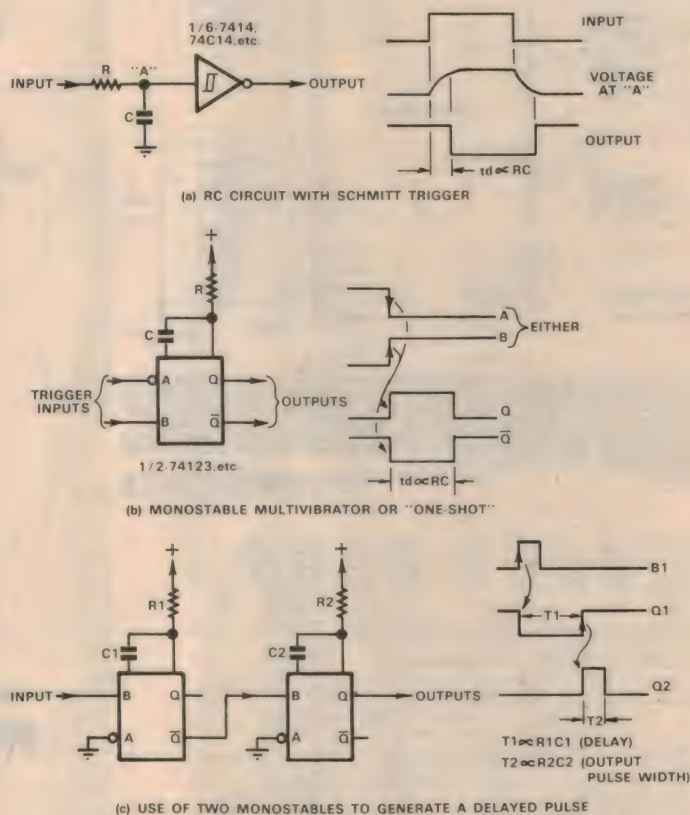 1/6-7414,
74C14,etc.
INPUT
R
"A"
C
OUTPUT
INPUT
VOLTAGE
AT "A"
OUTPUT
td∝RC
(a) RC CIRCUIT WITH SCHMITT TRIGGER
+
R
C
TRIGGER
INPUTS
A
B
Q
Q̅
OUTPUTS
1/2-74123,etc
A
B
EITHER
Q
Q̅
td∝RC
(b) MONOSTABLE MULTIVIBRATOR OR "ONE-SHOT"
+
R1
C1
INPUT
B
Q
A
Q̅
+
R2
C2
B
Q
A
Q̅
OUTPUTS
B1
T1
Q1
Q2
T2
T1∝R1C1 (DELAY)
T2∝R2C2 (OUTPUT
PULSE WIDTH)
(c) USE OF TWO MONOSTABLES TO GENERATE A DELAYED PULSE